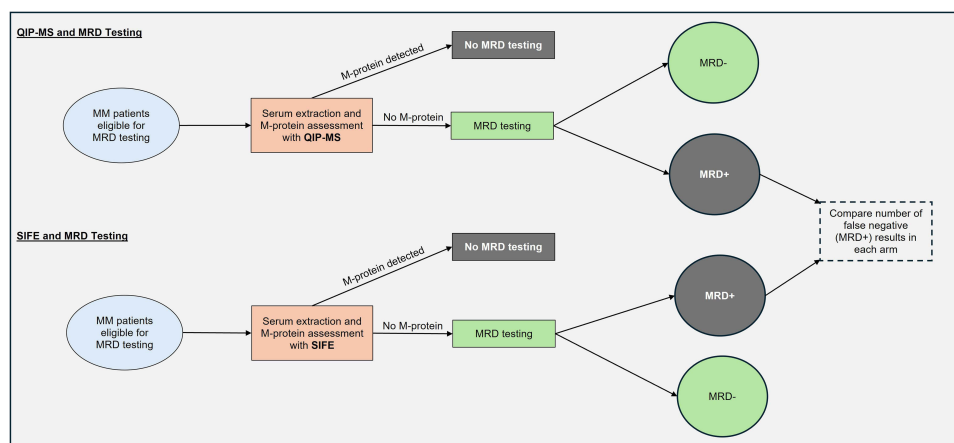 QIP-MS and MRD Testing
MM patients
eligible for
MRD testing
Serum extraction and
M-protein assessment
with QIP-MS
M-protein detected
No MRD testing
No M-protein
MRD testing
MRD-
MRD+
Compare number of
false negative
(MRD+) results in
each arm
SIFE and MRD Testing
MM patients
eligible for
MRD testing
Serum extraction and
M-protein assessment
with SIFE
M-protein detected
No MRD testing
No M-protein
MRD testing
MRD+
MRD-